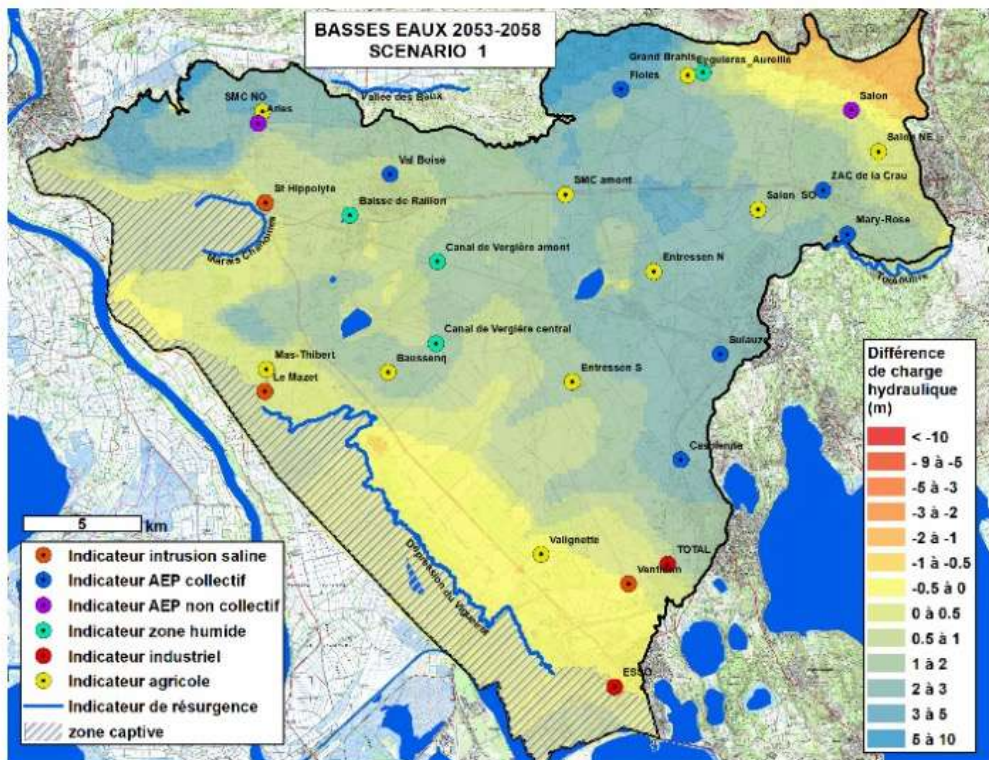 BASSES EAUX 2053-2058
SCENARIO 1
Vallée des Baux
Grand Brahis
Eyguieras_Aureille
Fioles
SMC NO
Arles
Salon
Salon NE
Val Boisé
ZAC de la Crau
St Hippolyte
Baisse de Raillon
SMC amont
Salon SO
Mary-Rose
Marais Chanoines
Canal de Vergière amont
Entressen N
Touloubre
Canal de Vergière central
Sulauze
Mas-Thibert
Baussenq
Le Mazet
Entressen S
Différence
de charge
hydraulique
(m)
< -10
- 9 à -5
-5 à -3
-3 à -2
-2 à -1
-1 à -0.5
-0.5 à 0
0 à 0.5
0.5 à 1
1 à 2
2 à 3
3 à 5
5 à 10
5 km
Valignette
TOTAL
Dépression du Vigueirat
ESSO
Indicateur intrusion saline
Indicateur AEP collectif
Indicateur AEP non collectif
Indicateur zone humide
Indicateur industriel
Indicateur agricole
Indicateur de résurgence
zone captive